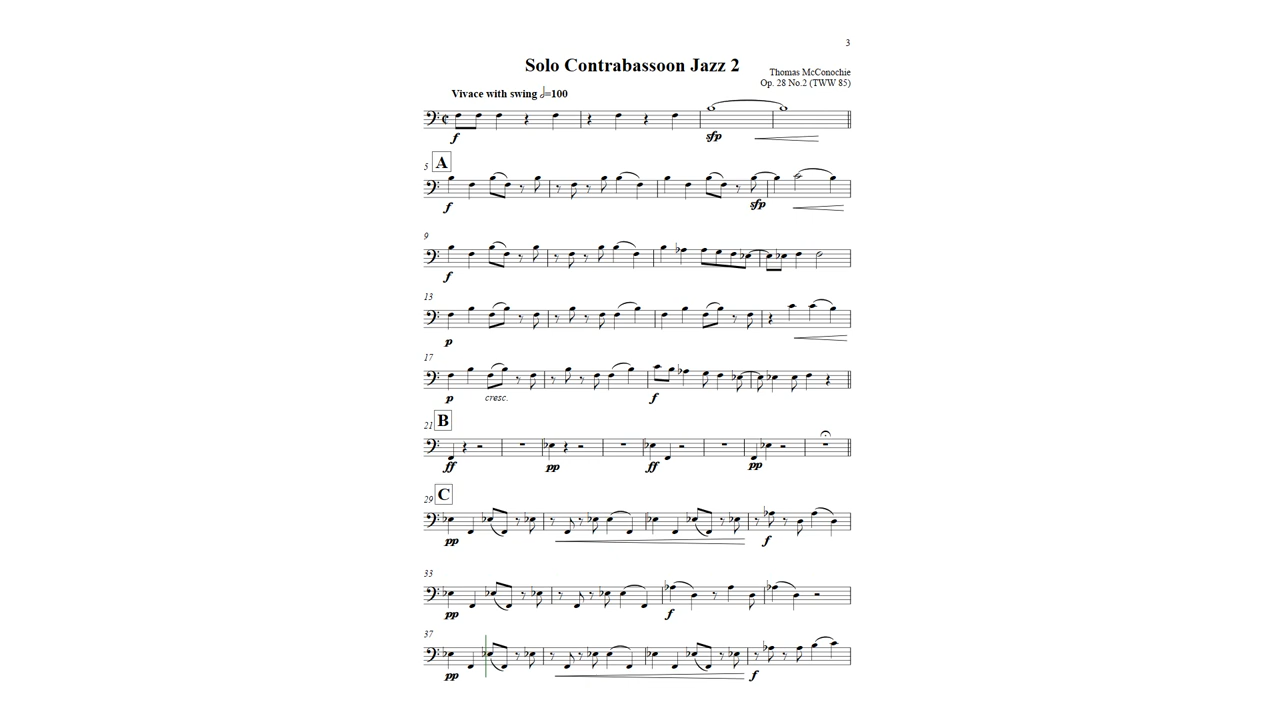 3
Solo Contrabassoon Jazz 2
Thomas McConochie
Op. 28 No.2 (TWW 85)
Vivace with swing 𝅗𝅥=100
f
sfp
5 A
f
sfp
9
f
13
p
17
p cresc. f
21 B
ff pp ff pp
29 C
pp f
33
pp f
37
pp f